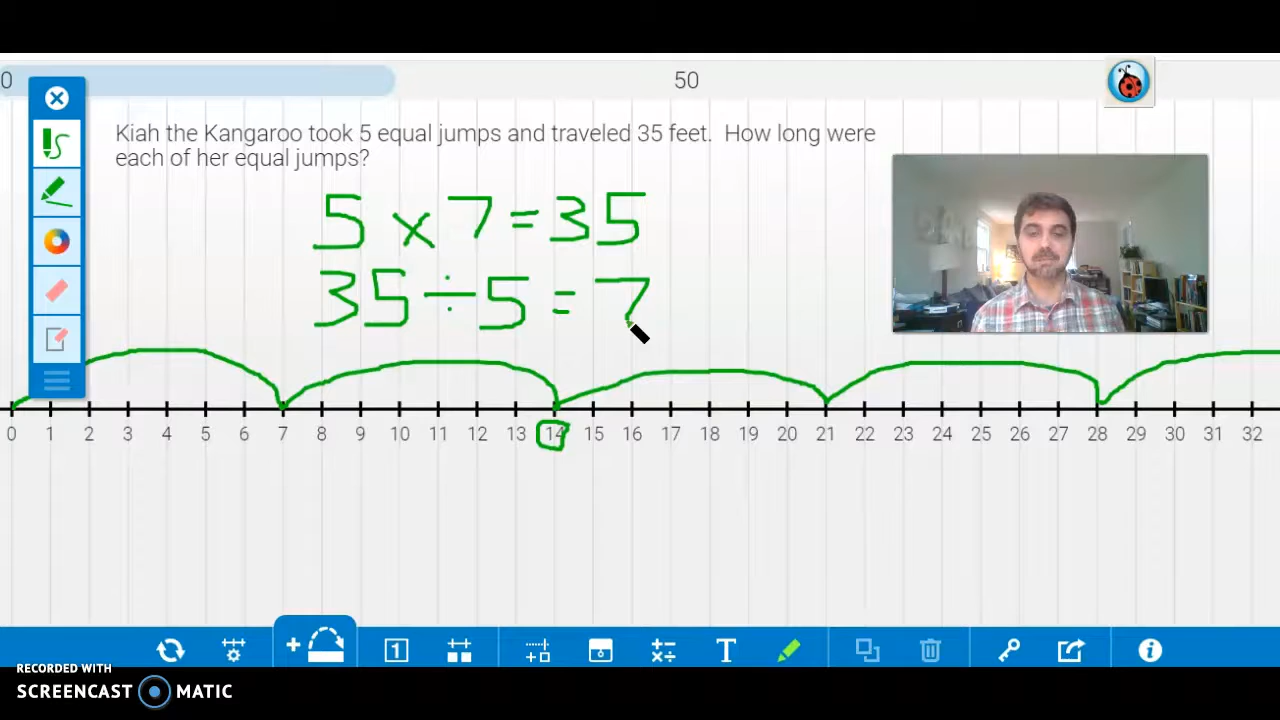 0 50
Kiah the Kangaroo took 5 equal jumps and traveled 35 feet. How long were
each of her equal jumps?
5 x 7 = 35
35 ÷ 5 = 7
0 1 2 3 4 5 6 7 8 9 10 11 12 13 14 15 16 17 18 19 20 21 22 23 24 25 26 27 28 29 30 31 32
1 T i
RECORDED WITH
SCREENCAST MATIC